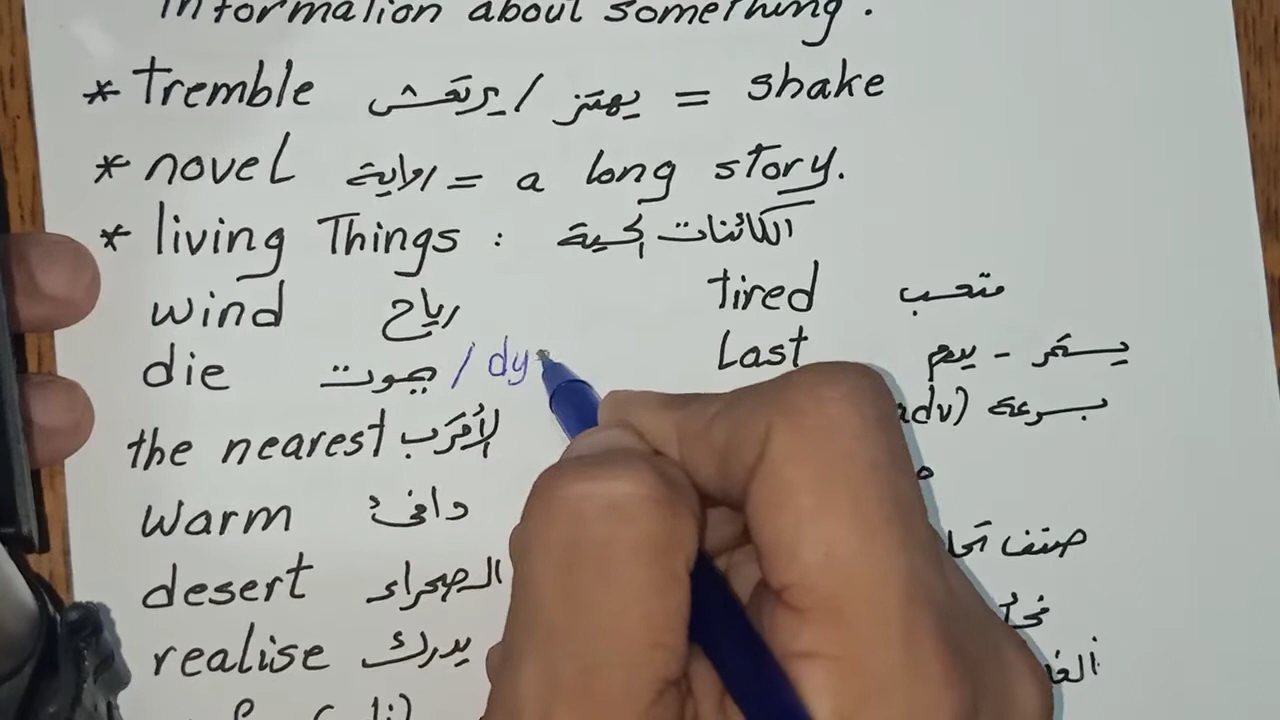 information about something.
* tremble يرتعش / يهتز = shake
* novel رواية = a long story.
* living Things : الكائنات الحية
wind رياح tired متعب
die يموت / dy Last يستمر - يدوم
the nearest الأقرب adv) بسرعة
warm دافئ
desert الصحراء صنف
realise يدرك